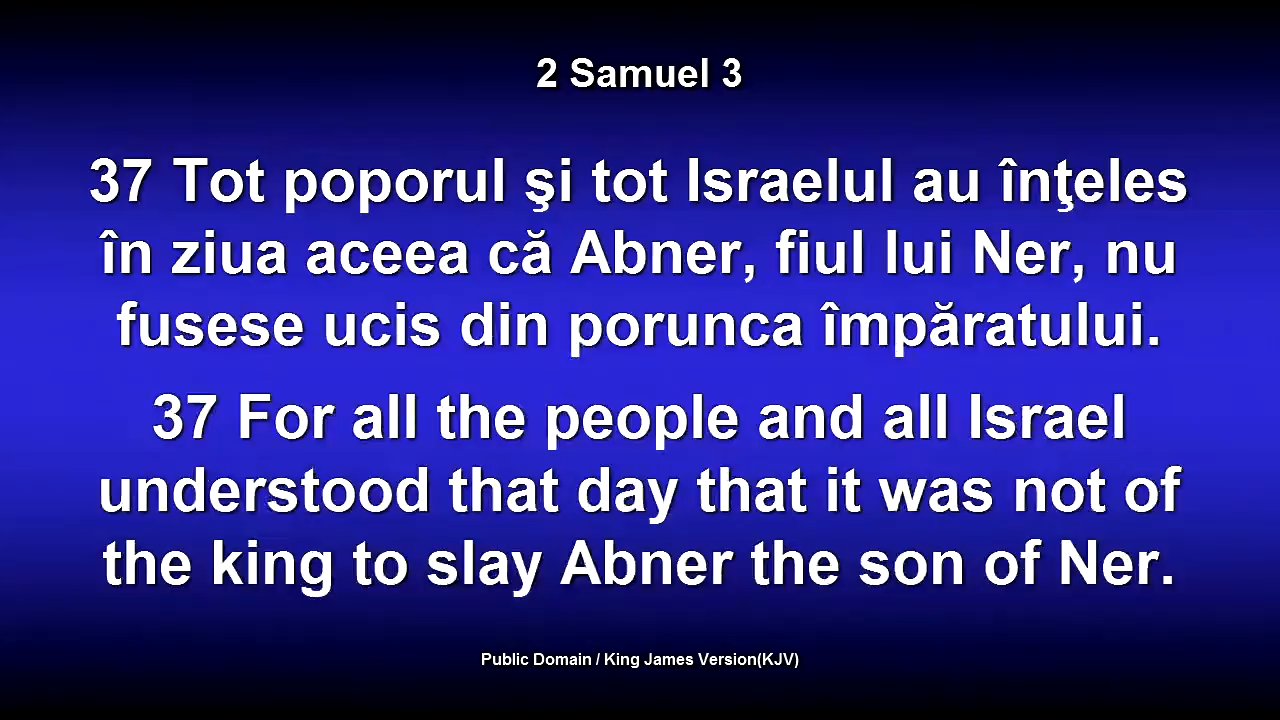 2 Samuel 3
37 Tot poporul şi tot Israelul au înţeles
în ziua aceea că Abner, fiul lui Ner, nu
fusese ucis din porunca împăratului.
37 For all the people and all Israel
understood that day that it was not of
the king to slay Abner the son of Ner.
Public Domain / King James Version(KJV)